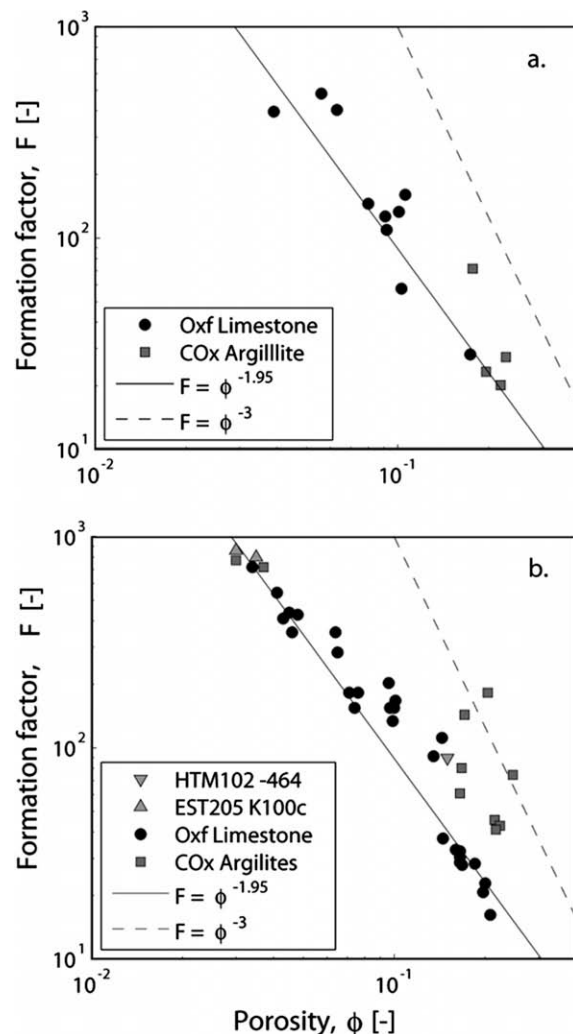 10^3
a.
Formation factor, F [-]
10^2
Oxf Limestone
COx Argilllite
F = ϕ^-1.95
F = ϕ^-3
10^1
10^-2
10^-1
10^3
b.
Formation factor, F [-]
10^2
HTM102 -464
EST205 K100c
Oxf Limestone
COx Argilites
F = ϕ^-1.95
F = ϕ^-3
10^1
10^-2
10^-1
Porosity, ϕ [-]